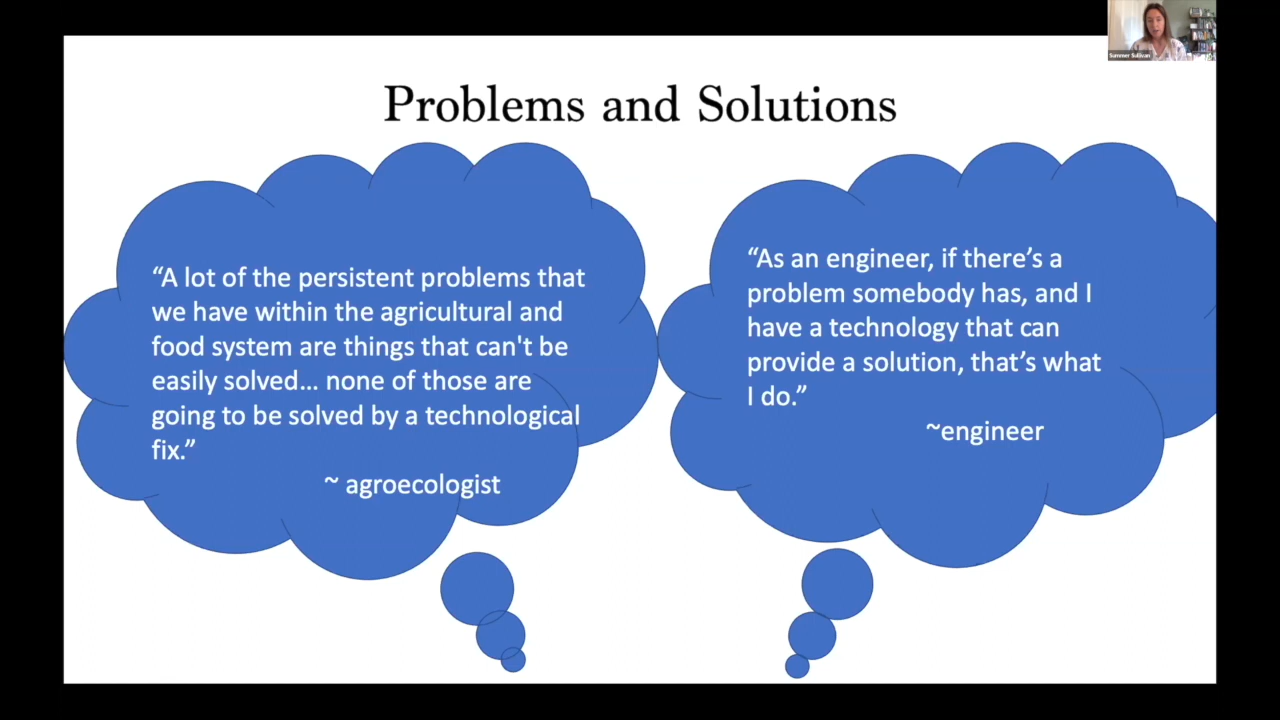 Summer Sullivan
Problems and Solutions
“A lot of the persistent problems that
we have within the agricultural and
food system are things that can't be
easily solved... none of those are
going to be solved by a technological
fix.”
~ agroecologist
“As an engineer, if there’s a
problem somebody has, and I
have a technology that can
provide a solution, that’s what
I do.”
~engineer